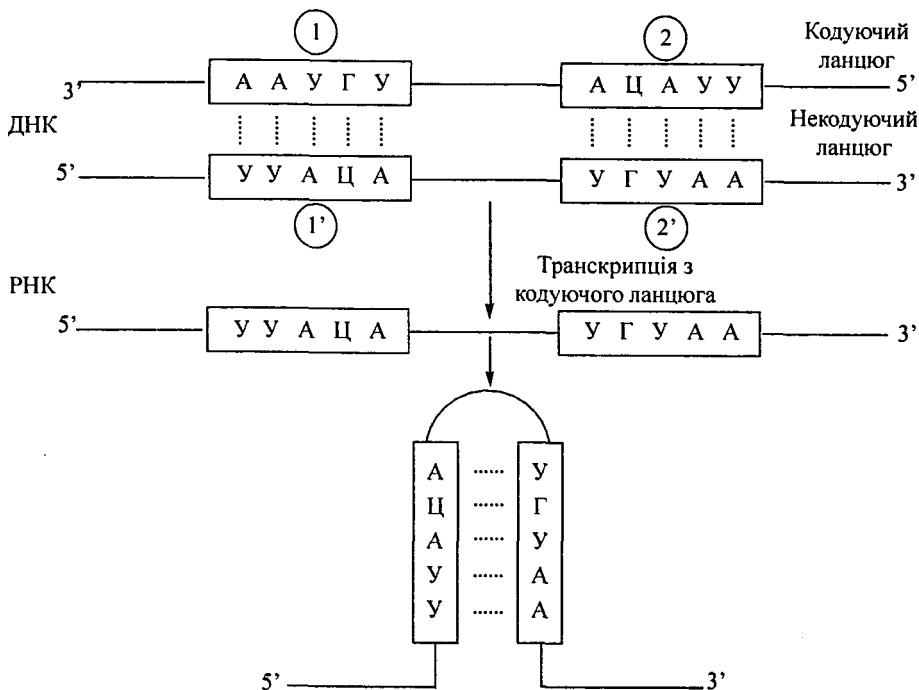 1
2
Кодуючий
ланцюг
3’
А А У Г У
А Ц А У У
5’
ДНК
Некодуючий
ланцюг
5’
У У А Ц А
У Г У А А
3’
1’
2’
Транскрипція з
кодуючого ланцюга
РНК
5’
У У А Ц А
У Г У А А
3’
А ...... У
Ц ...... Г
А ...... У
У ...... А
У ...... А
5’
3’